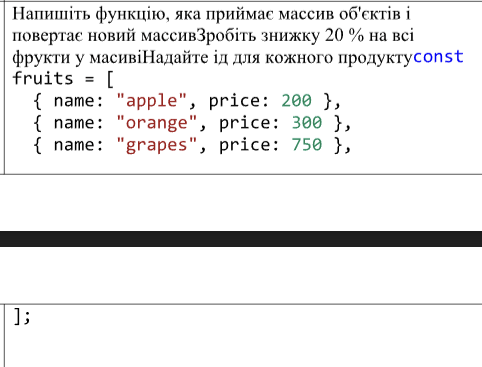 Напишіть функцію, яка приймає массив об'єктів і
повертає новий массивЗробіть знижку 20 % на всі
фрукти у масивіНадайте ід для кожного продуктуconst
fruits = [
  { name: "apple", price: 200 },
  { name: "orange", price: 300 },
  { name: "grapes", price: 750 },
];